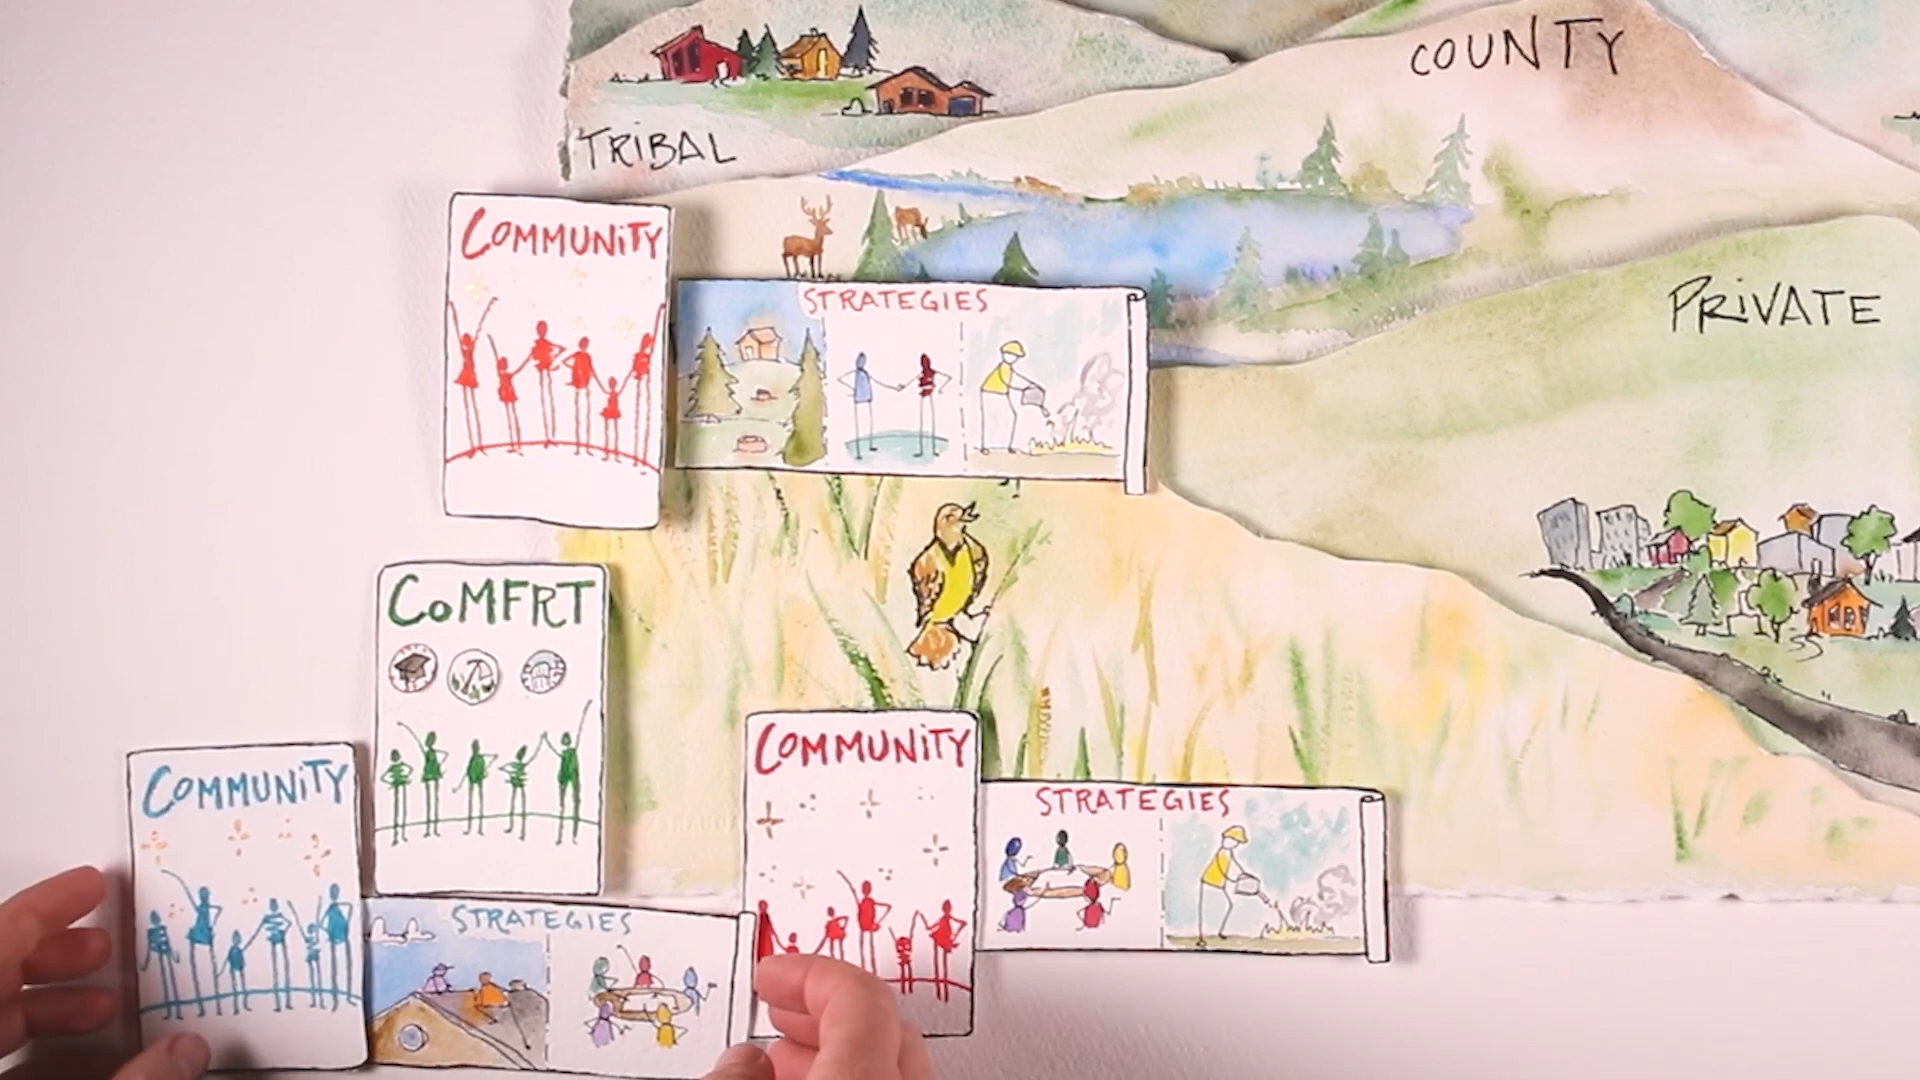 COUNTY
TRIBAL
COMMUNITY
STRATEGIES
PRIVATE
CoMFRT
COMMUNITY
STRATEGIES
COMMUNITY
STRATEGIES